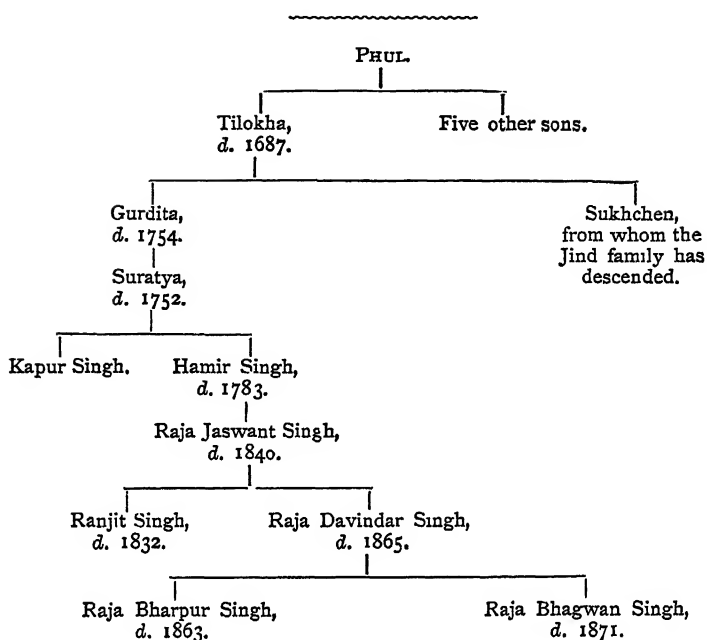 PHUL.
Tilokha,
d. 1687.
Five other sons.
Gurdita,
d. 1754.
Sukhchen,
from whom the
Jind family has
descended.
Suratya,
d. 1752.
Kapur Singh.
Hamir Singh,
d. 1783.
Raja Jaswant Singh,
d. 1840.
Ranjit Singh,
d. 1832.
Raja Davindar Singh,
d. 1865.
Raja Bharpur Singh,
d. 1863.
Raja Bhagwan Singh,
d. 1871.